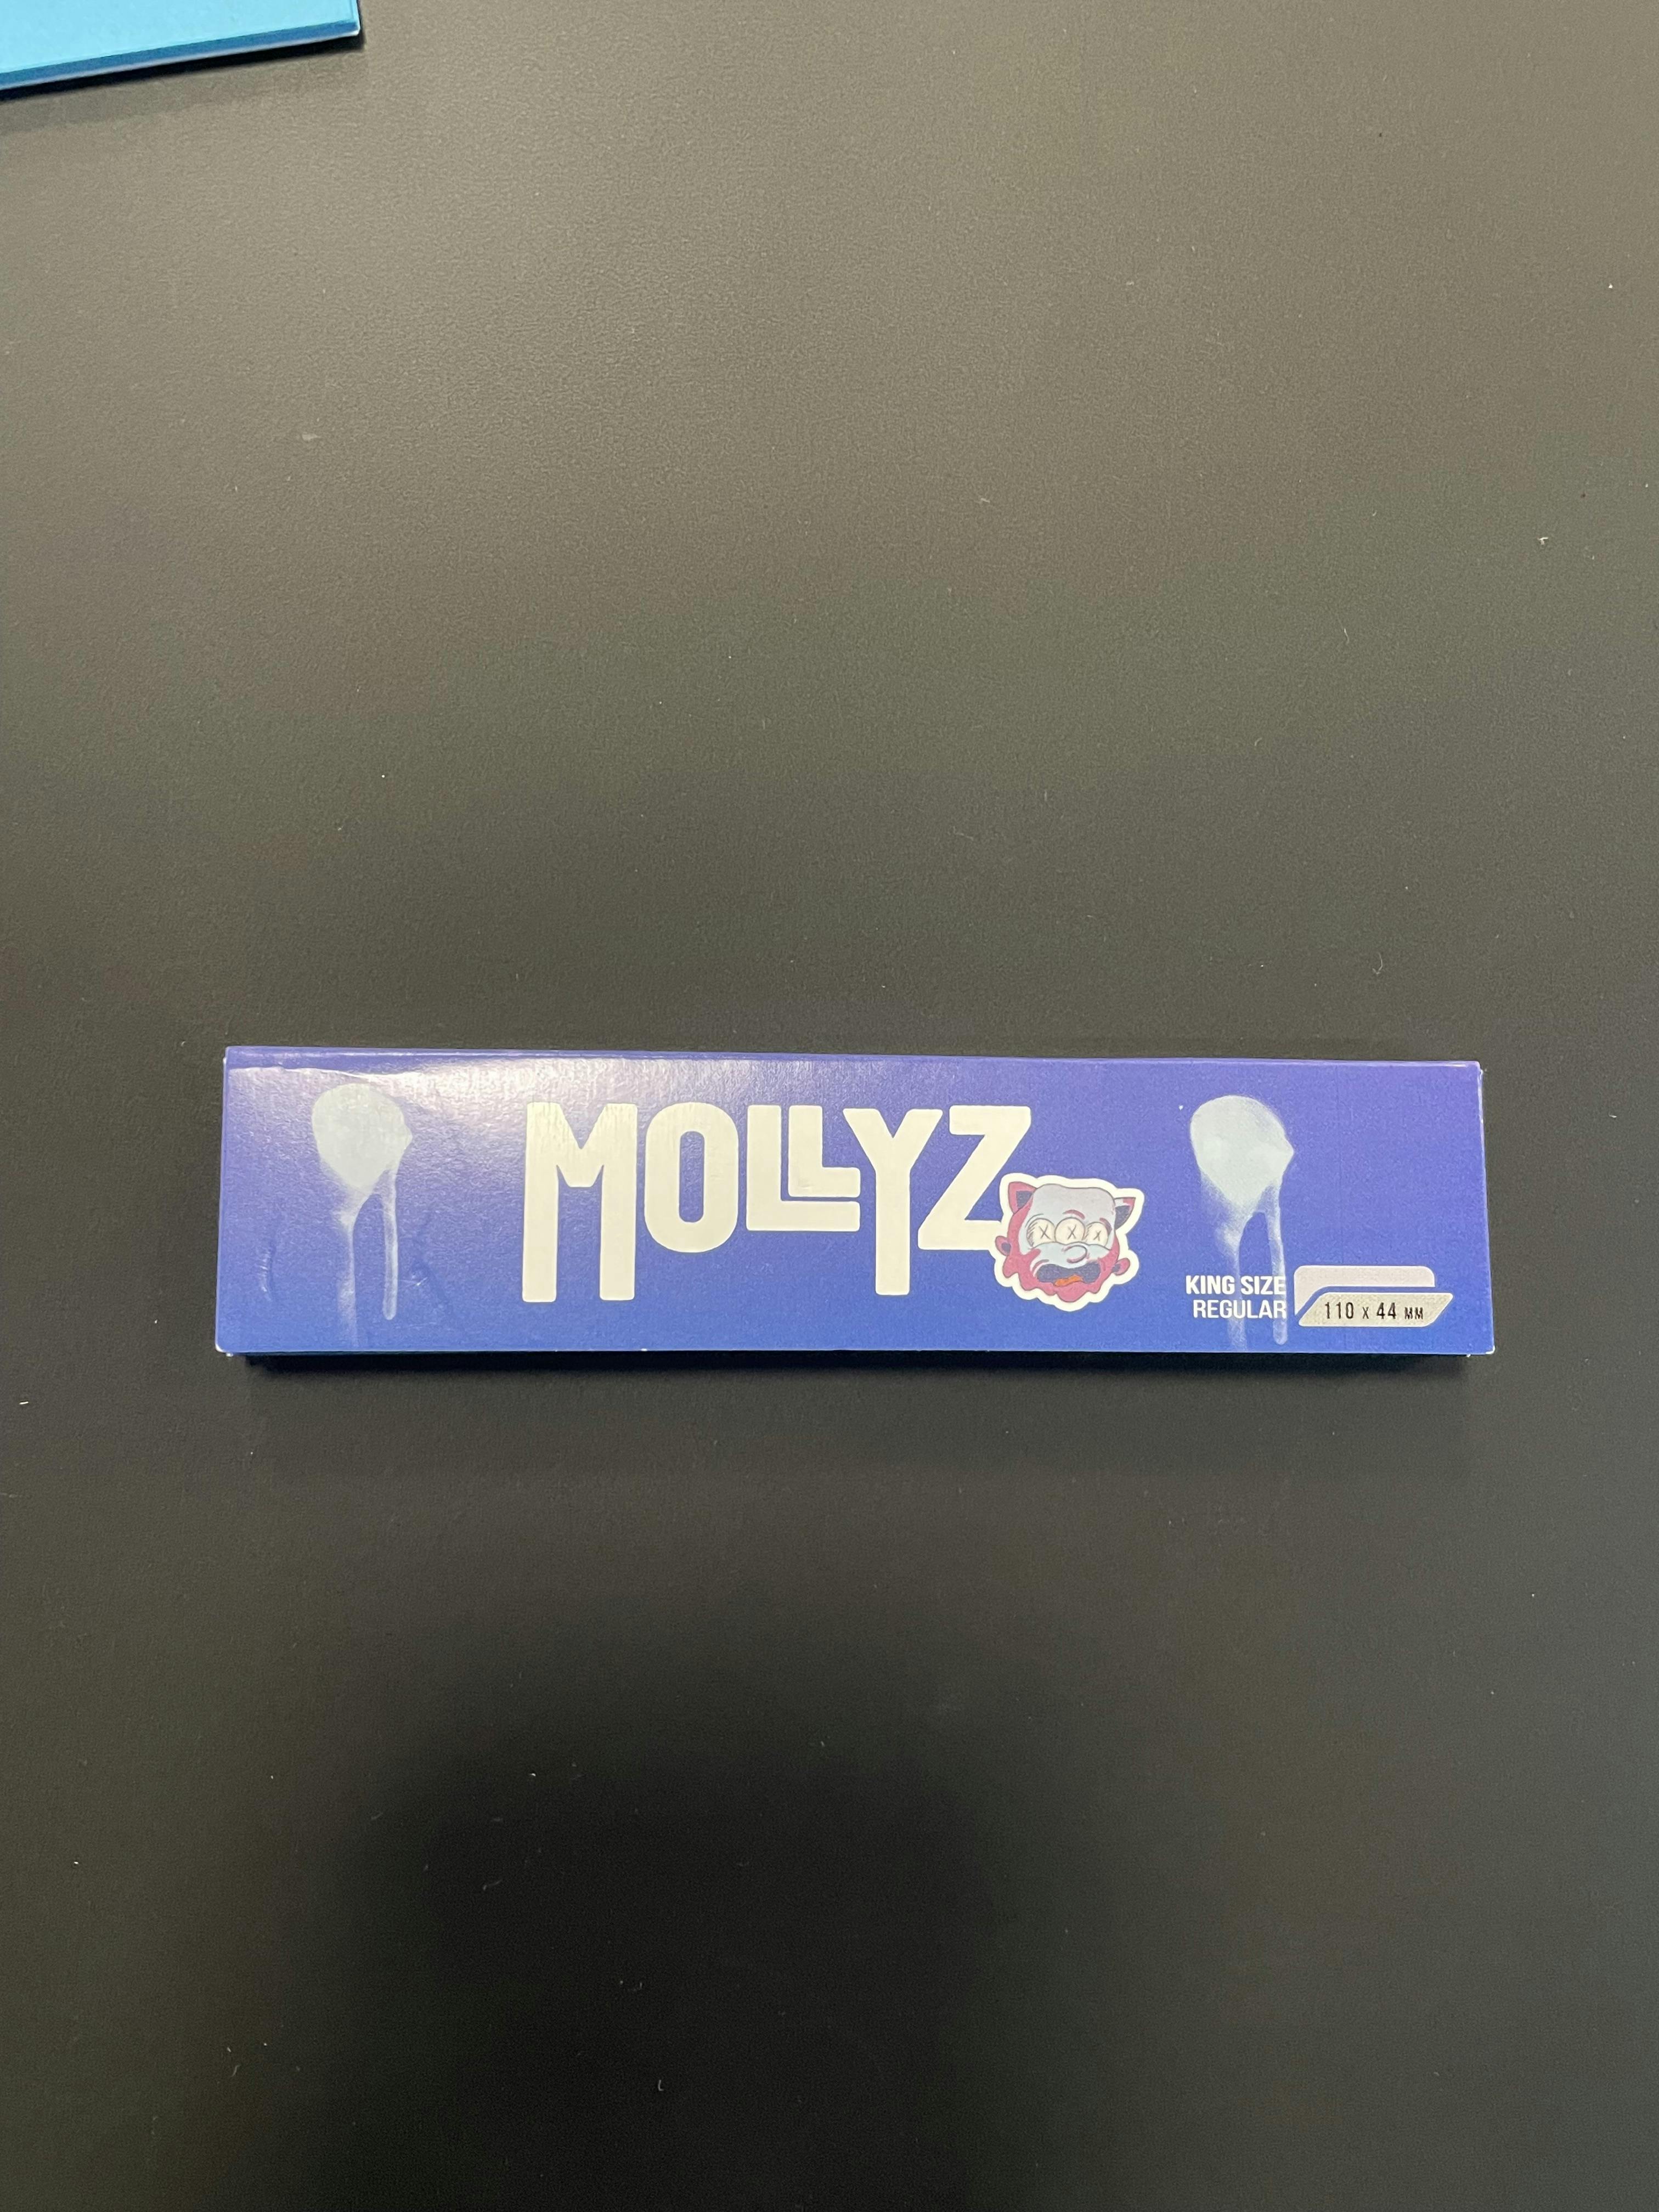 MOLLYZ
KING SIZE
REGULAR
110 x 44 MM